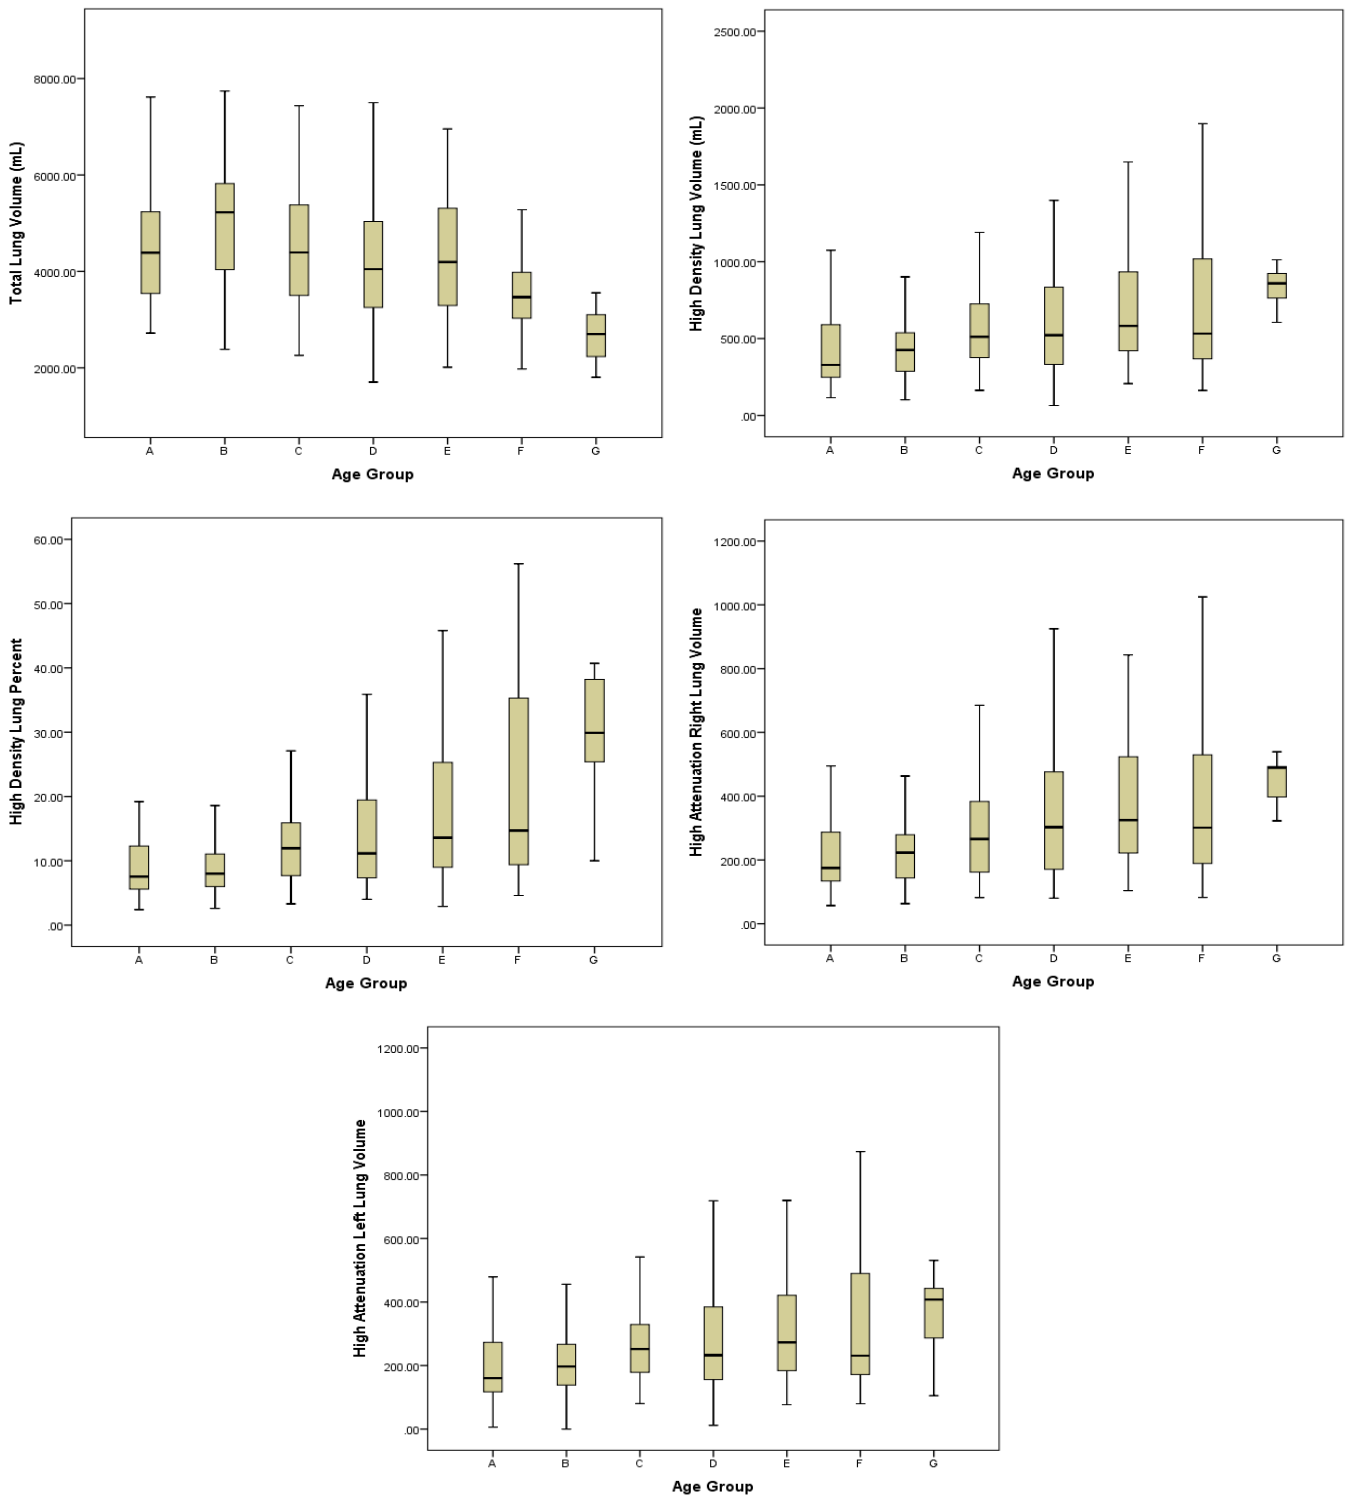 Total Lung Volume (mL)
8000.00
6000.00
4000.00
2000.00
A B C D E F G
Age Group
High Density Lung Volume (mL)
2500.00
2000.00
1500.00
1000.00
500.00
.00
A B C D E F G
Age Group
High Density Lung Percent
60.00
50.00
40.00
30.00
20.00
10.00
.00
A B C D E F G
Age Group
High Attenuation Right Lung Volume
1200.00
1000.00
800.00
600.00
400.00
200.00
.00
A B C D E F G
Age Group
High Attenuation Left Lung Volume
1200.00
1000.00
800.00
600.00
400.00
200.00
.00
A B C D E F G
Age Group